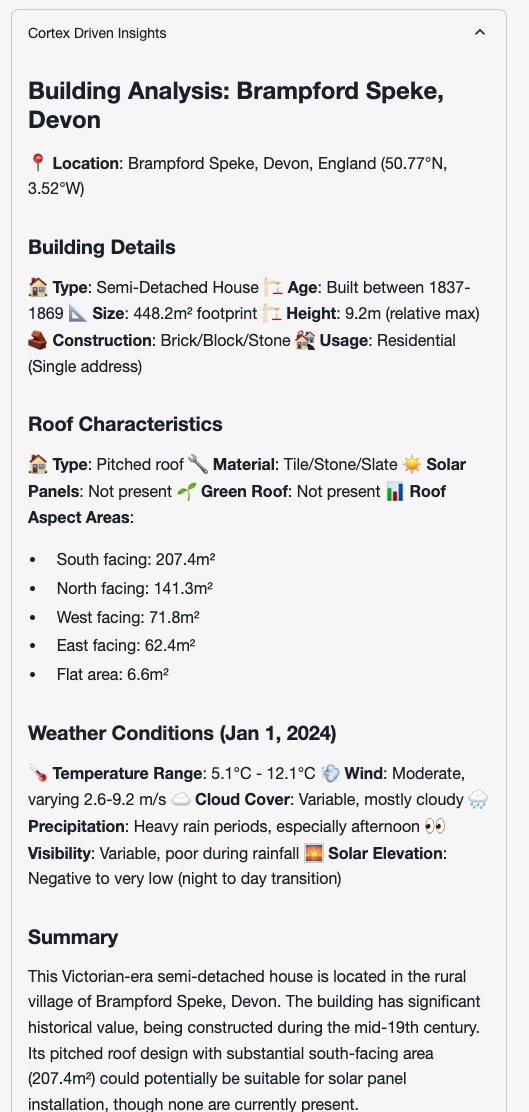 Cortex Driven Insights
Building Analysis: Brampford Speke,
Devon
📍 Location: Brampford Speke, Devon, England (50.77°N,
3.52°W)
Building Details
🏠 Type: Semi-Detached House 🏗️ Age: Built between 1837-
1869 📐 Size: 448.2m² footprint 🏗️ Height: 9.2m (relative max)
🧱 Construction: Brick/Block/Stone 🏘️ Usage: Residential
(Single address)
Roof Characteristics
🏠 Type: Pitched roof 🔧 Material: Tile/Stone/Slate ☀️ Solar
Panels: Not present 🌱 Green Roof: Not present 📊 Roof
Aspect Areas:
• South facing: 207.4m²
• North facing: 141.3m²
• West facing: 71.8m²
• East facing: 62.4m²
• Flat area: 6.6m²
Weather Conditions (Jan 1, 2024)
🌡️ Temperature Range: 5.1°C - 12.1°C 💨 Wind: Moderate,
varying 2.6-9.2 m/s ☁️ Cloud Cover: Variable, mostly cloudy 🌧️
Precipitation: Heavy rain periods, especially afternoon 👀
Visibility: Variable, poor during rainfall 🌅 Solar Elevation:
Negative to very low (night to day transition)
Summary
This Victorian-era semi-detached house is located in the rural
village of Brampford Speke, Devon. The building has significant
historical value, being constructed during the mid-19th century.
Its pitched roof design with substantial south-facing area
(207.4m²) could potentially be suitable for solar panel
installation, though none are currently present.